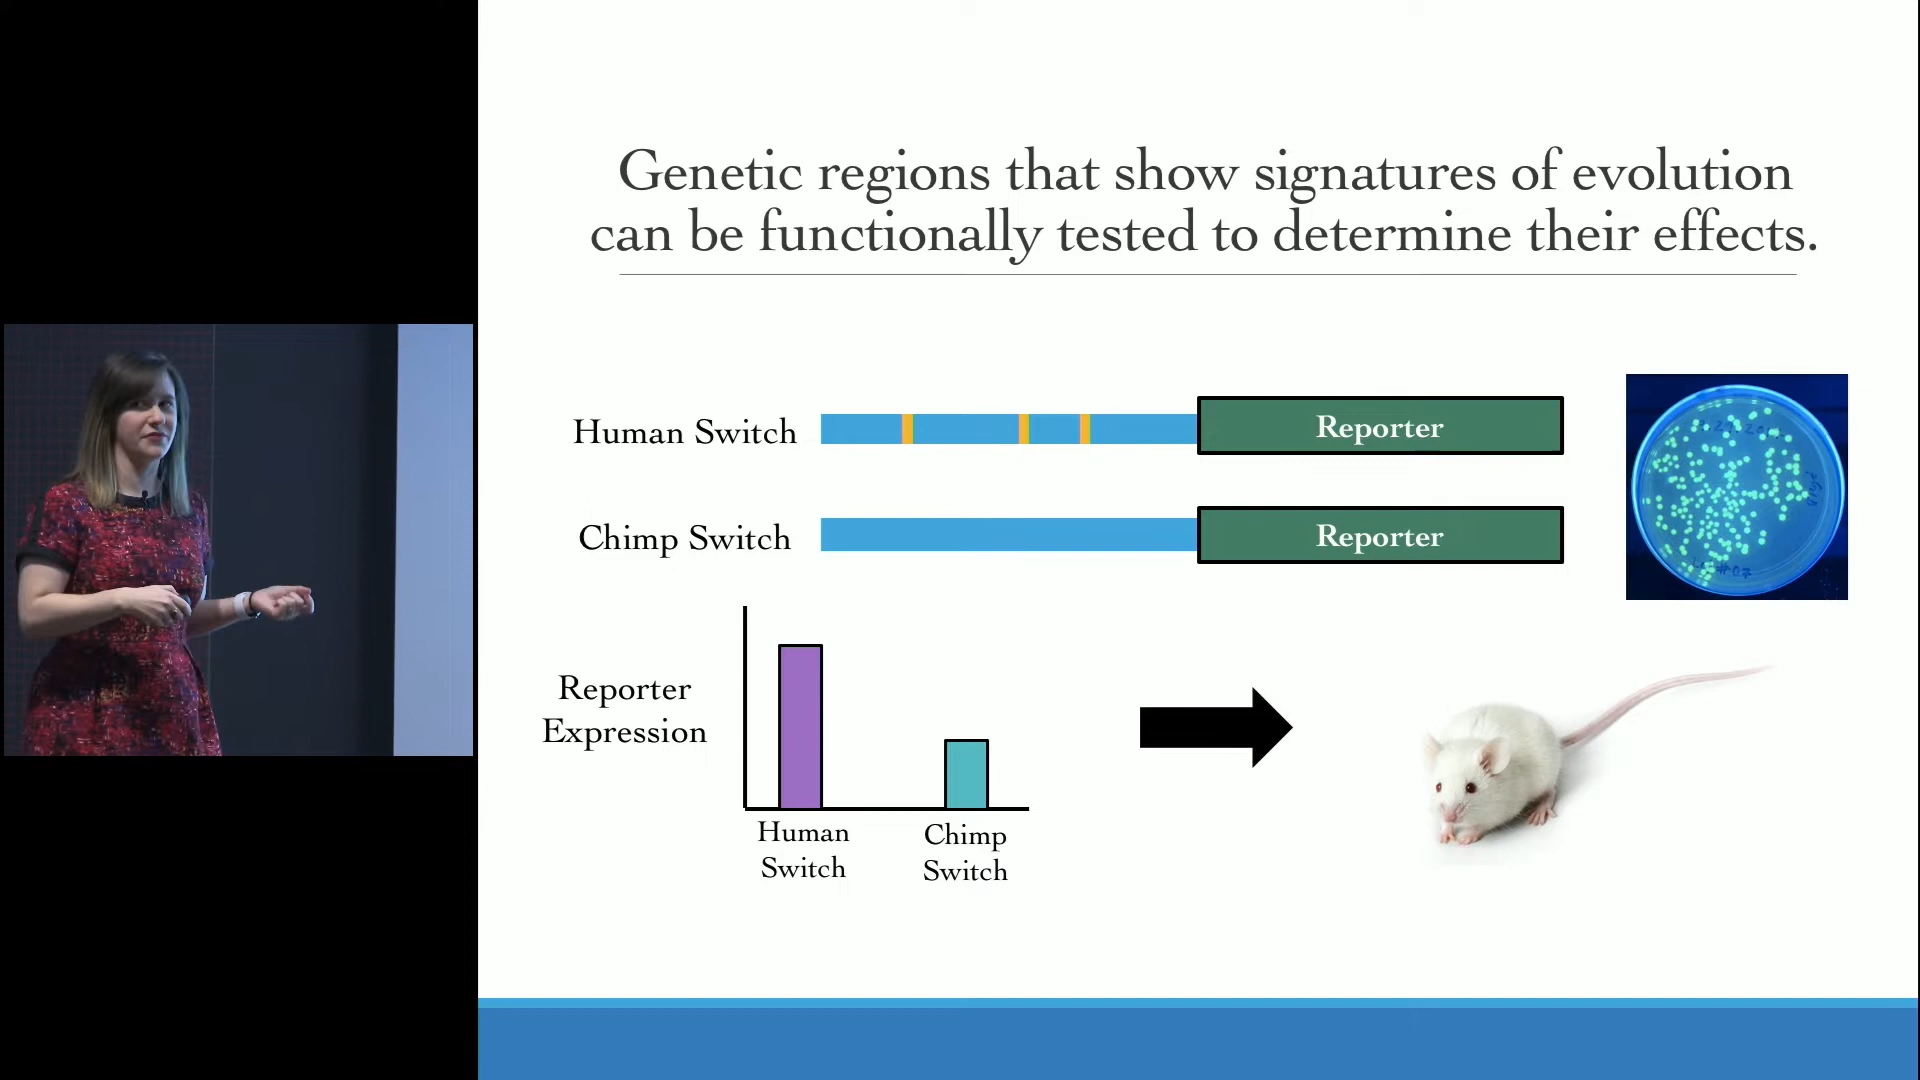 Genetic regions that show signatures of evolution
can be functionally tested to determine their effects.
Human Switch
Reporter
Chimp Switch
Reporter
Reporter
Expression
Human
Switch
Chimp
Switch